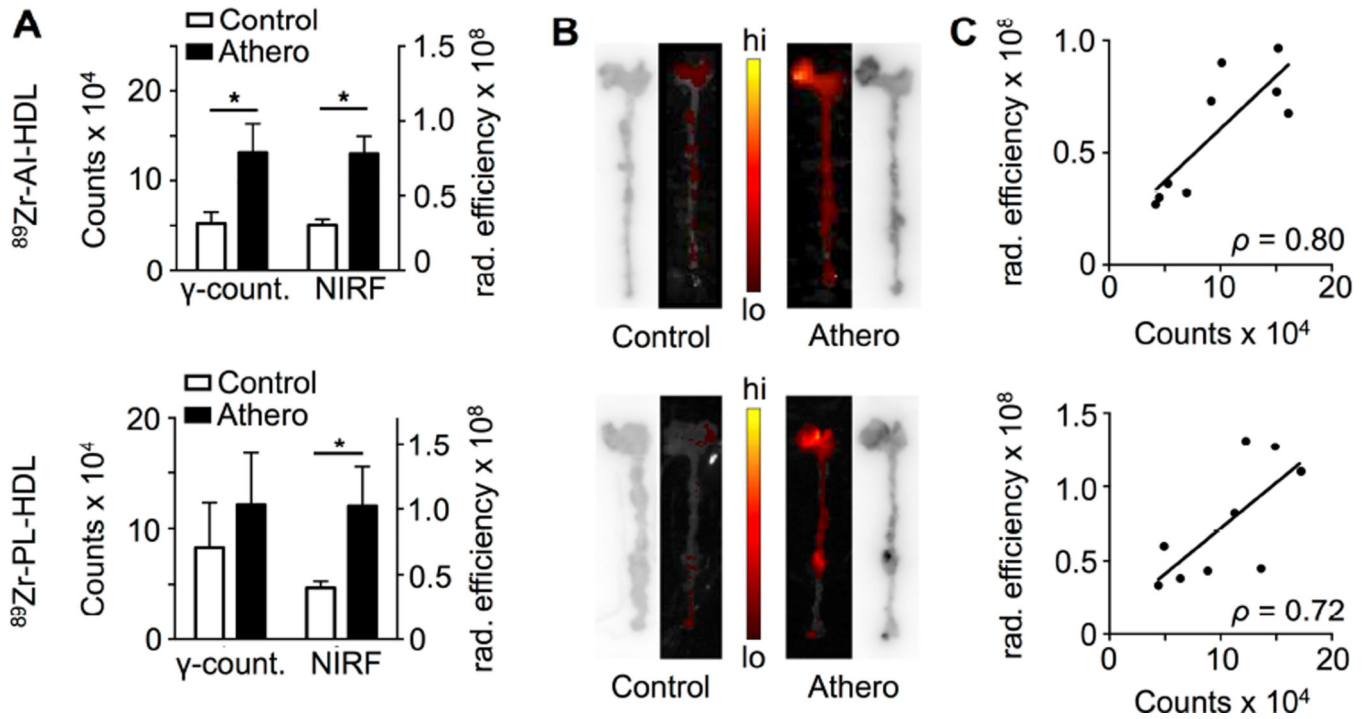 A
Control
Athero
⁸⁹Zr-AI-HDL
Counts x 10⁴
20
10
0
*
*
γ-count.
NIRF
1.5
1.0
0.5
0
rad. efficiency x 10⁸
B
hi
lo
Control
Athero
C
rad. efficiency x 10⁸
1.0
0.5
0
ρ = 0.80
0
10
20
Counts x 10⁴
Control
Athero
⁸⁹Zr-PL-HDL
Counts x 10⁴
20
10
0
*
γ-count.
NIRF
1.5
1.0
0.5
0
rad. efficiency x 10⁸
hi
lo
Control
Athero
rad. efficiency x 10⁸
1.5
1.0
0.5
0
ρ = 0.72
0
10
20
Counts x 10⁴